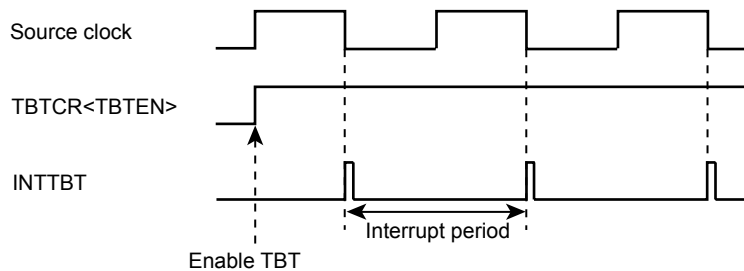 Source clock
TBTCR<TBTEN>
INTTBT
Interrupt period
Enable TBT